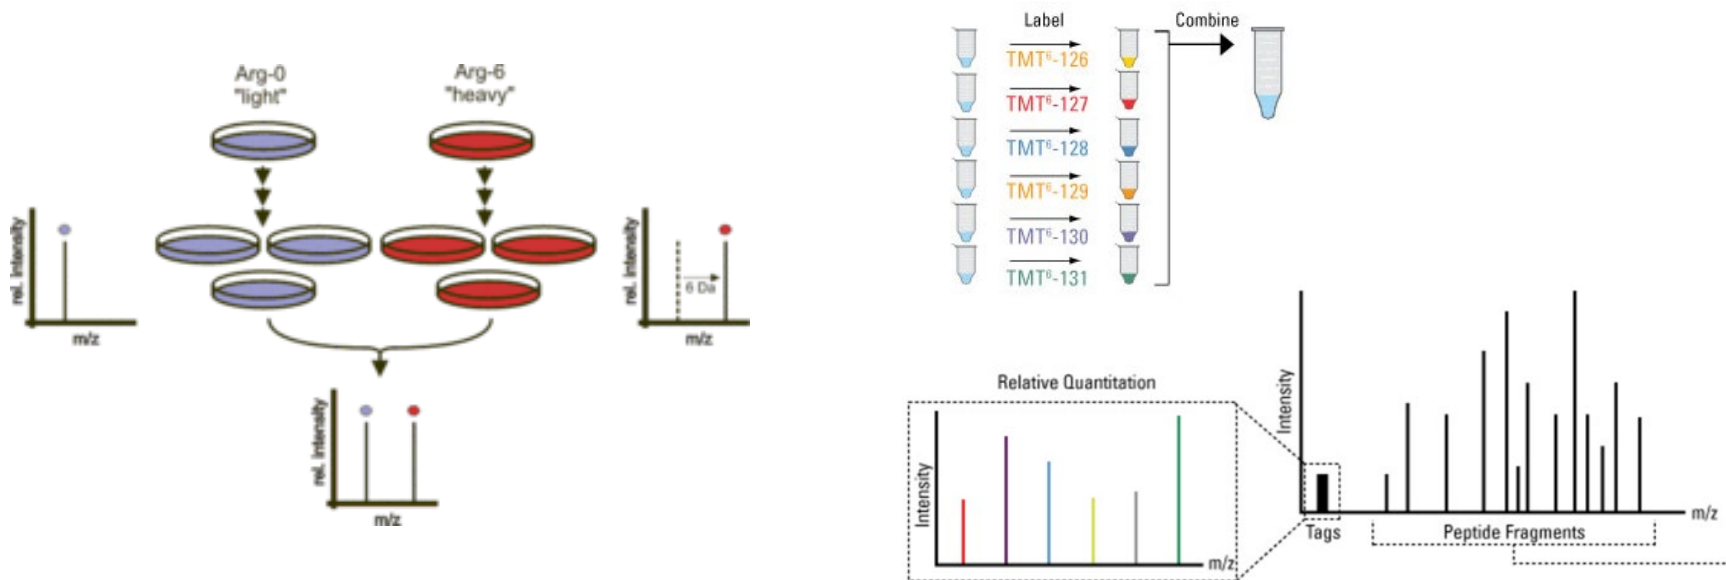 Arg-0
"light"
Arg-6
"heavy"
rel. intensity
m/z
rel. intensity
6 Da
m/z
rel. intensity
m/z
Label
Combine
TMT⁶-126
TMT⁶-127
TMT⁶-128
TMT⁶-129
TMT⁶-130
TMT⁶-131
Relative Quantitation
Intensity
m/z
Intensity
m/z
Tags
Peptide Fragments